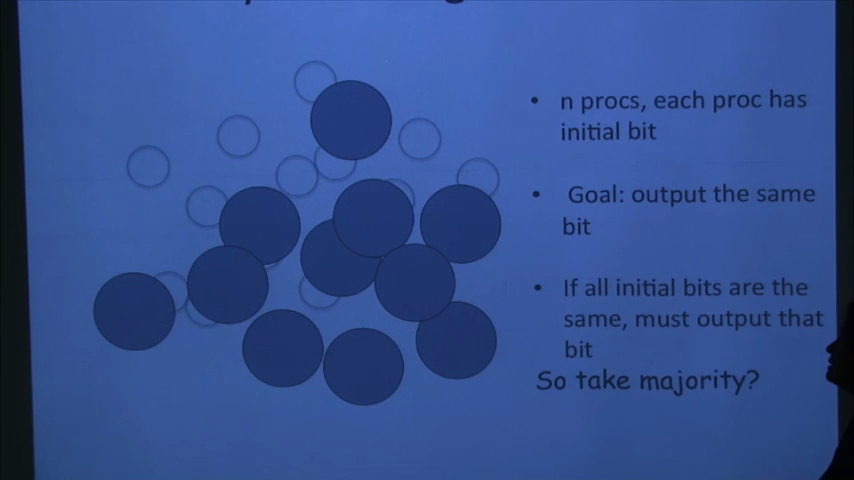 • n procs, each proc has
initial bit
• Goal: output the same
bit
• If all initial bits are the
same, must output that
bit
So take majority?